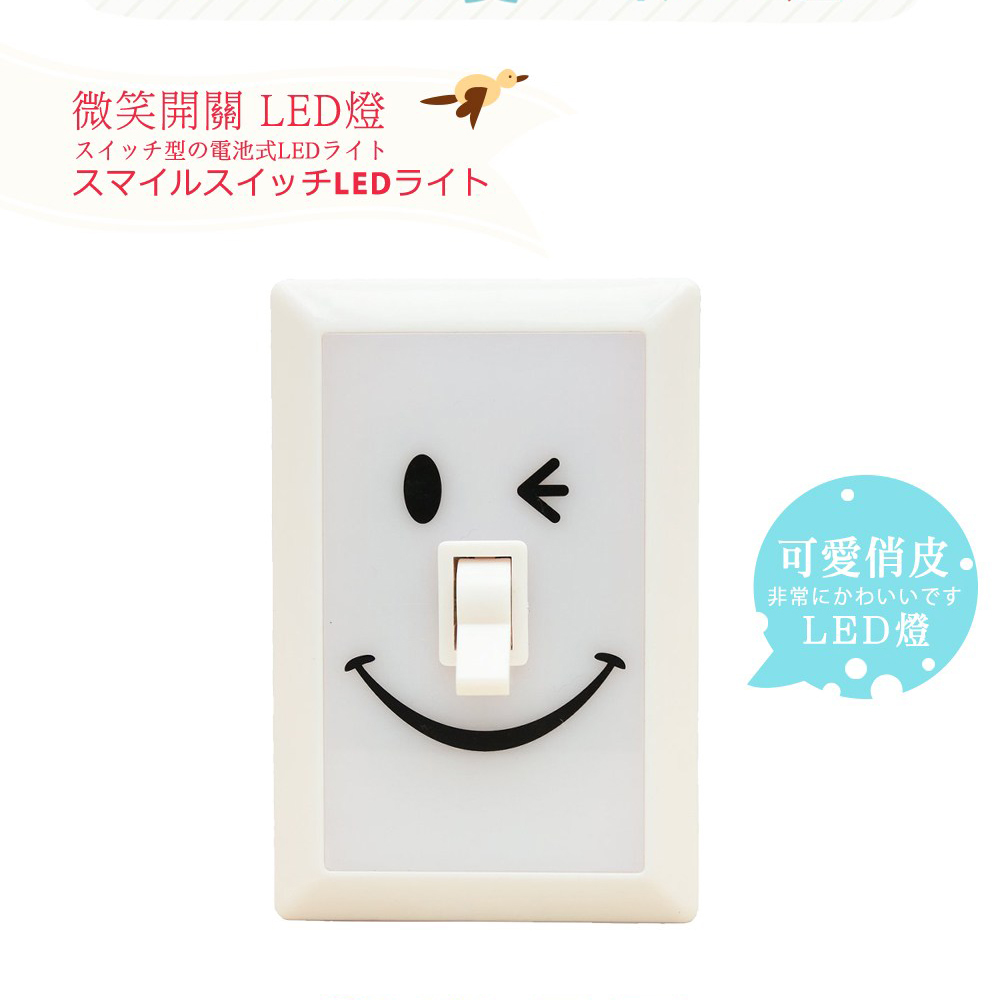 微笑開關 LED燈
スイッチ型の電池式LEDライト
スマイルスイッチLEDライト
可愛俏皮
非常にかわいいです
LED燈